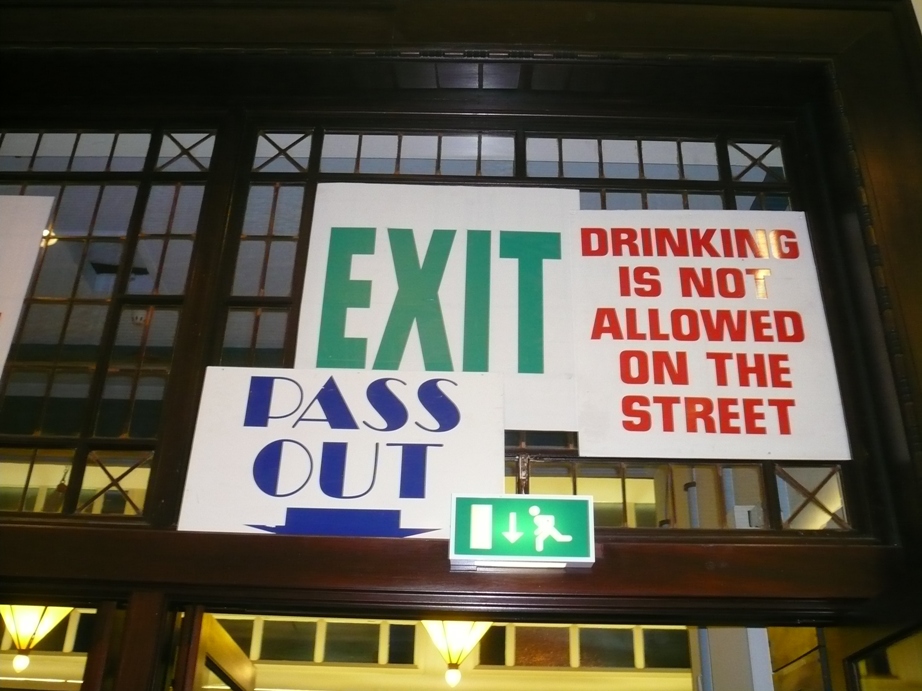 EXIT
DRINKING
IS NOT
ALLOWED
ON THE
STREET
PASS
OUT